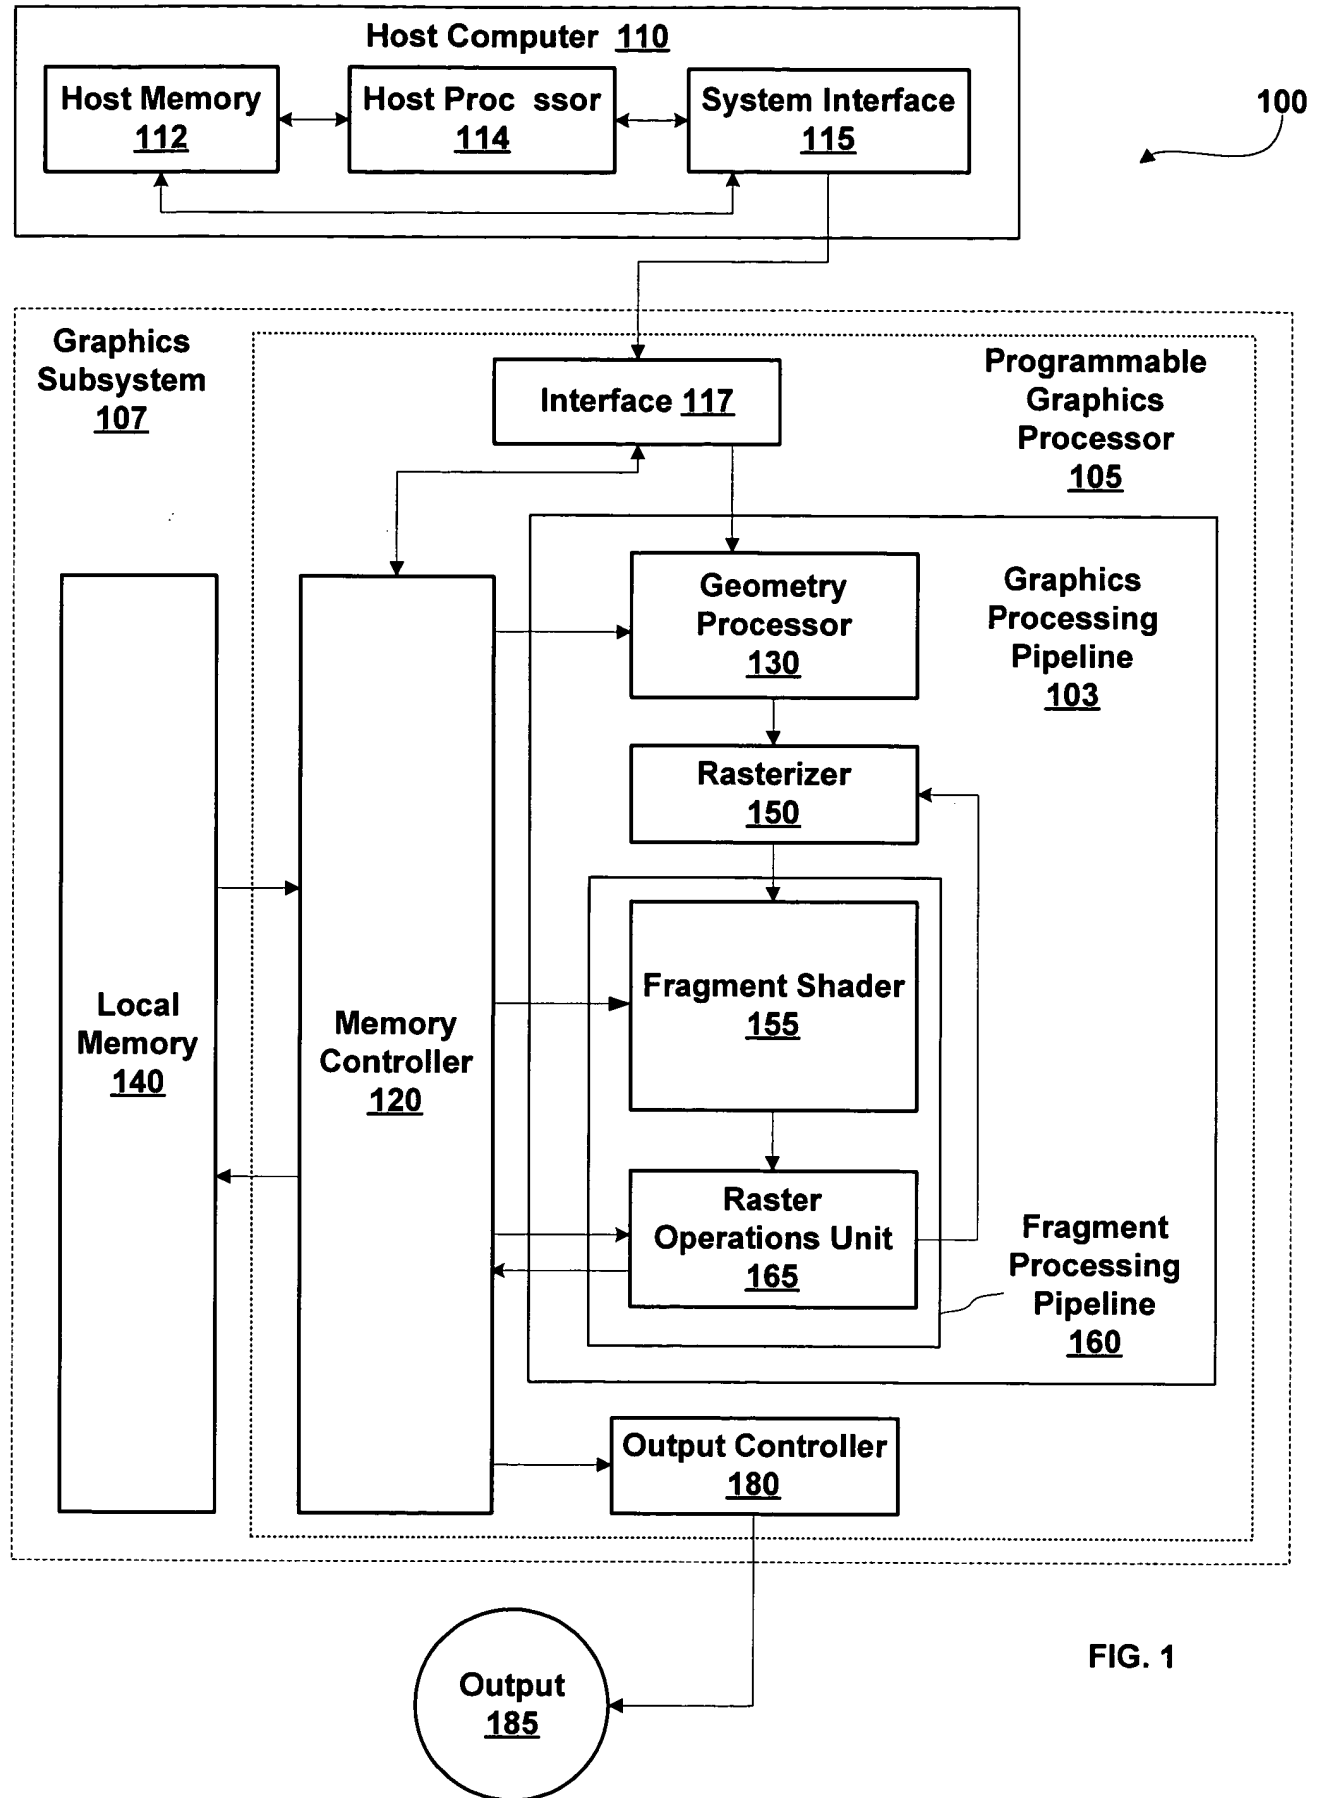 Host Computer 110
Host Memory
112
Host Proc ssor
114
System Interface
115
100
Graphics
Subsystem
107
Interface 117
Programmable
Graphics
Processor
105
Geometry
Processor
130
Graphics
Processing
Pipeline
103
Rasterizer
150
Fragment Shader
155
Local
Memory
140
Memory
Controller
120
Raster
Operations Unit
165
Fragment
Processing
Pipeline
160
Output Controller
180
Output
185
FIG. 1